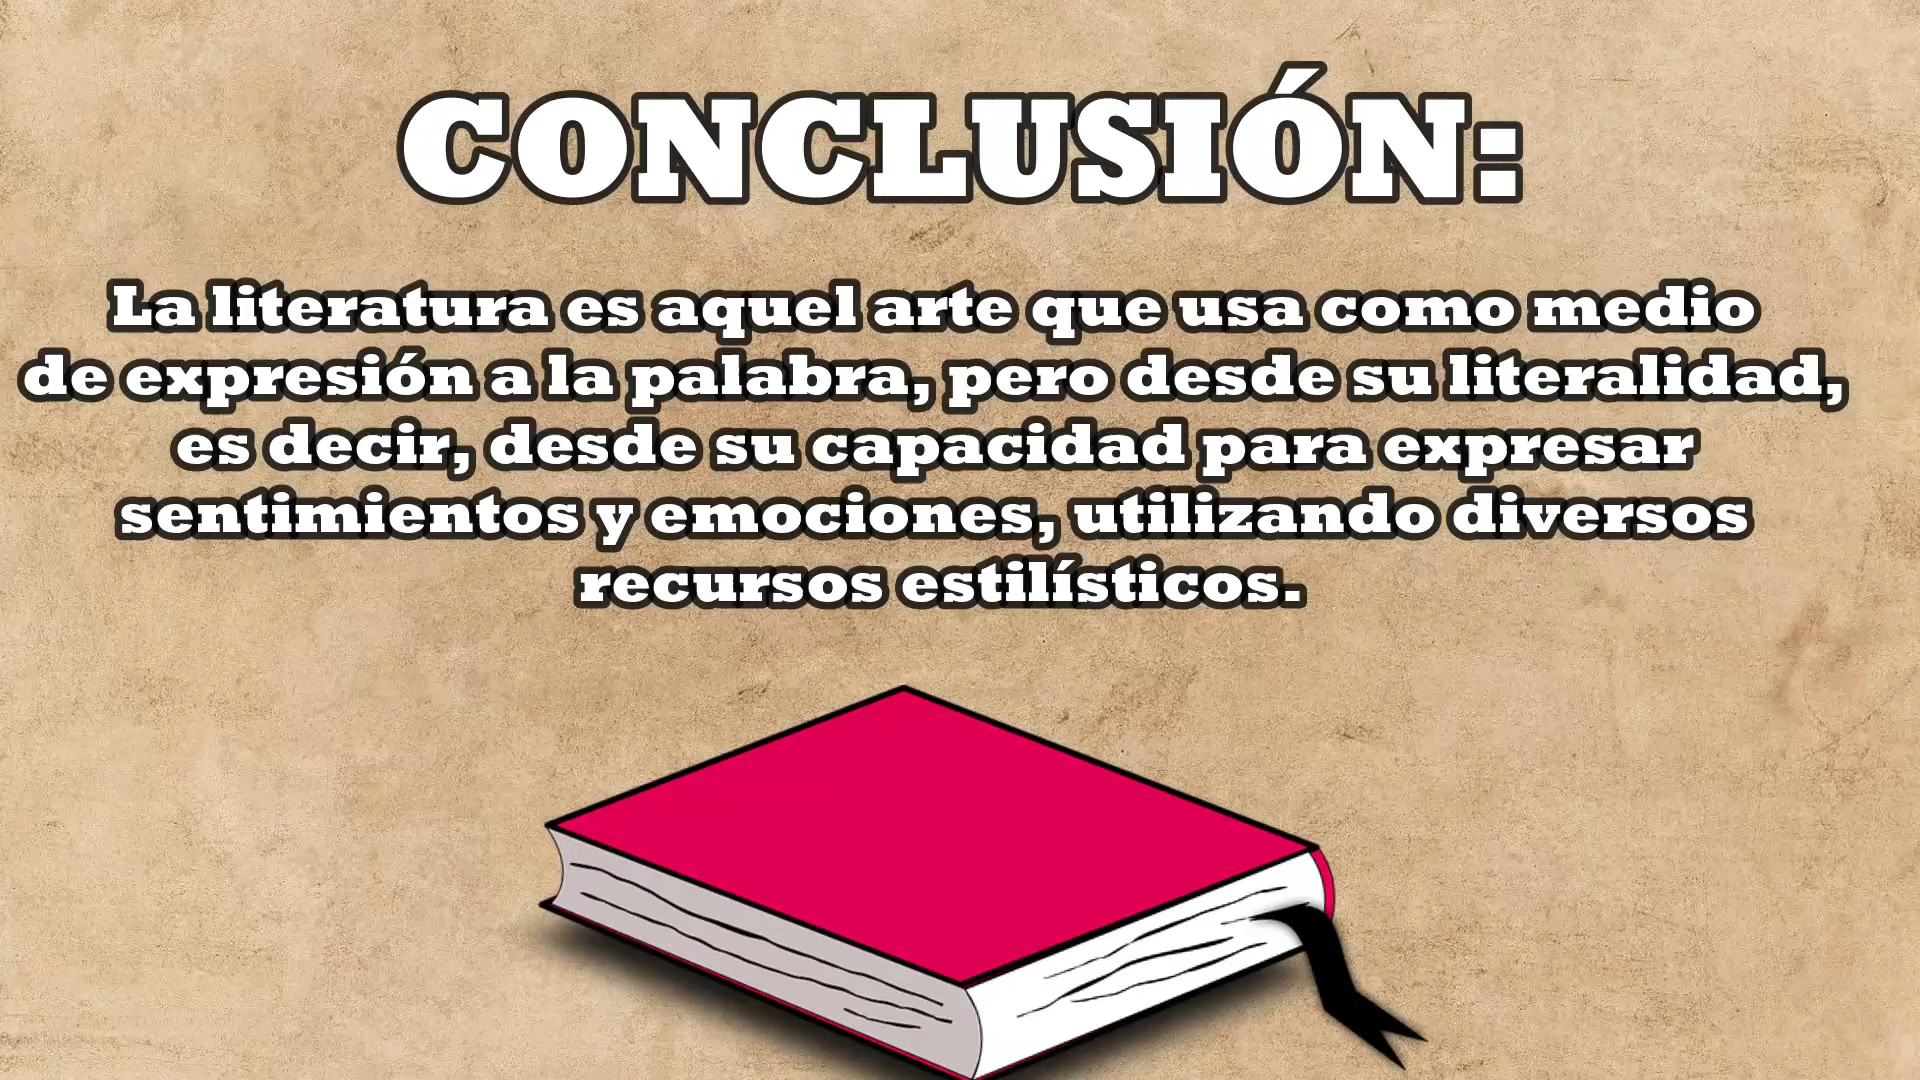 CONCLUSIÓN:
La literatura es aquel arte que usa como medio
de expresión a la palabra, pero desde su literalidad,
es decir, desde su capacidad para expresar
sentimientos y emociones, utilizando diversos
recursos estilísticos.